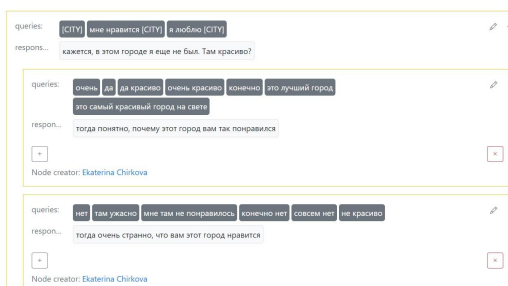 queries: [CITY] мне нравится [CITY] я люблю [CITY]
respons... кажется, в этом городе я еще не был. Там красиво?
queries: очень да да красиво очень красиво конечно это лучший город
это самый красивый город на свете
respon... тогда понятно, почему этот город вам так понравился
+ ×
Node creator: Ekaterina Chirkova
queries: нет там ужасно мне там не понравилось конечно нет совсем нет не красиво
respon... тогда очень странно, что вам этот город нравится
+ ×
Node creator: Ekaterina Chirkova